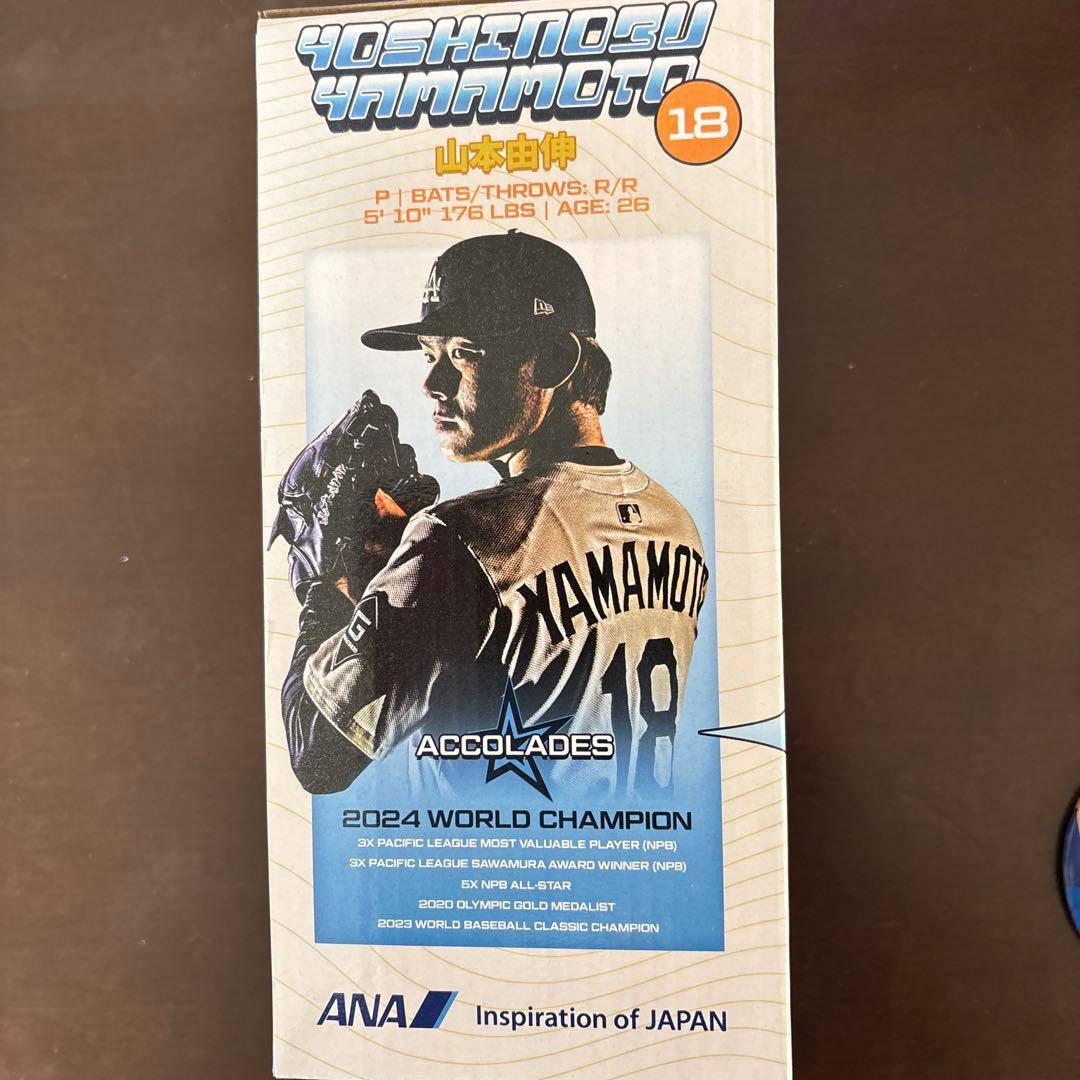 YOSHINOBU
YAMAMOTO
18
山本由伸
P | BATS/THROWS: R/R
5' 10" 176 LBS | AGE: 26
LA
YAMAMOTO
18
ACCOLADES
2024 WORLD CHAMPION
3X PACIFIC LEAGUE MOST VALUABLE PLAYER (NPB)
3X PACIFIC LEAGUE SAWAMURA AWARD WINNER (NPB)
5X NPB ALL-STAR
2020 OLYMPIC GOLD MEDALIST
2023 WORLD BASEBALL CLASSIC CHAMPION
ANA Inspiration of JAPAN